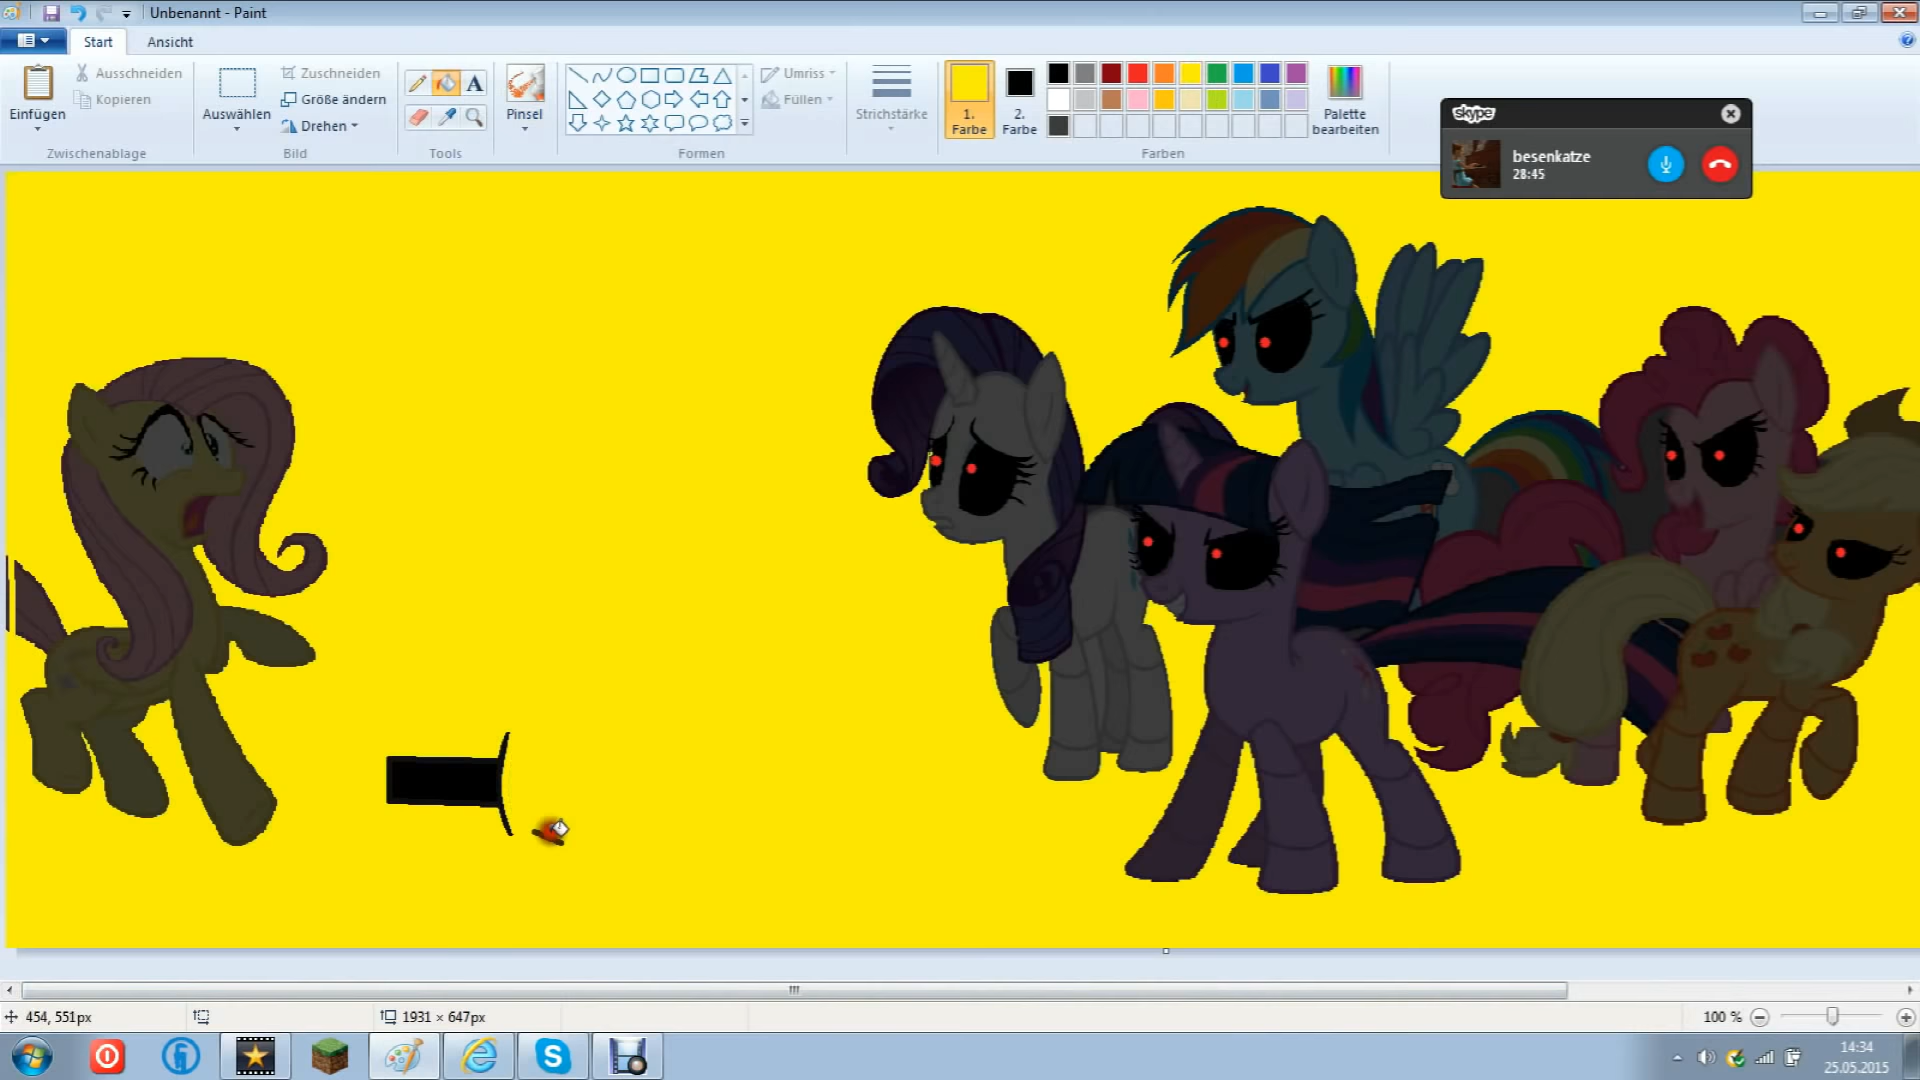 Unbenannt - Paint
Start Ansicht
Einfügen
Ausschneiden
Kopieren
Zwischenablage
Auswählen
Zuschneiden
Größe ändern
Drehen
Bild
A
Tools
Pinsel
Umriss
Füllen
Formen
Strichstärke
1.
Farbe
2.
Farbe
Palette
bearbeiten
Farben
skype
besenkatze
28:45
454, 551px
1931 × 647px
100 %
14:34
25.05.2015